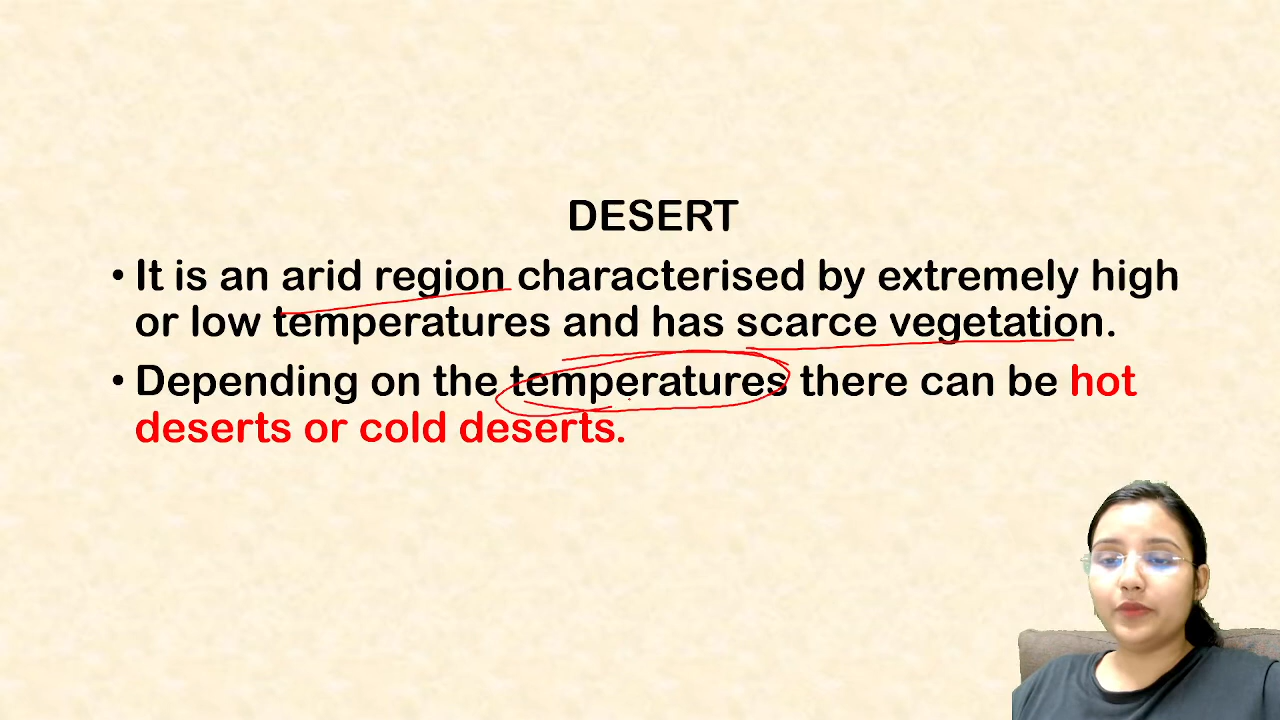 DESERT
• It is an arid region characterised by extremely high
or low temperatures and has scarce vegetation.
• Depending on the temperatures there can be hot
deserts or cold deserts.